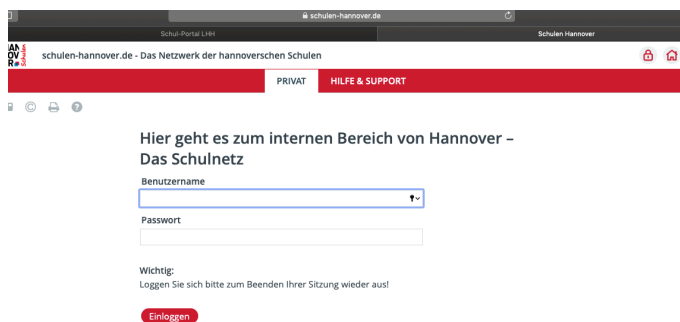 schulen-hannover.de
Schul-Portal LHH
Schulen Hannover
schulen-hannover.de - Das Netzwerk der hannoverschen Schulen
PRIVAT HILFE & SUPPORT
Hier geht es zum internen Bereich von Hannover –
Das Schulnetz
Benutzername
Passwort
Wichtig:
Loggen Sie sich bitte zum Beenden Ihrer Sitzung wieder aus!
Einloggen